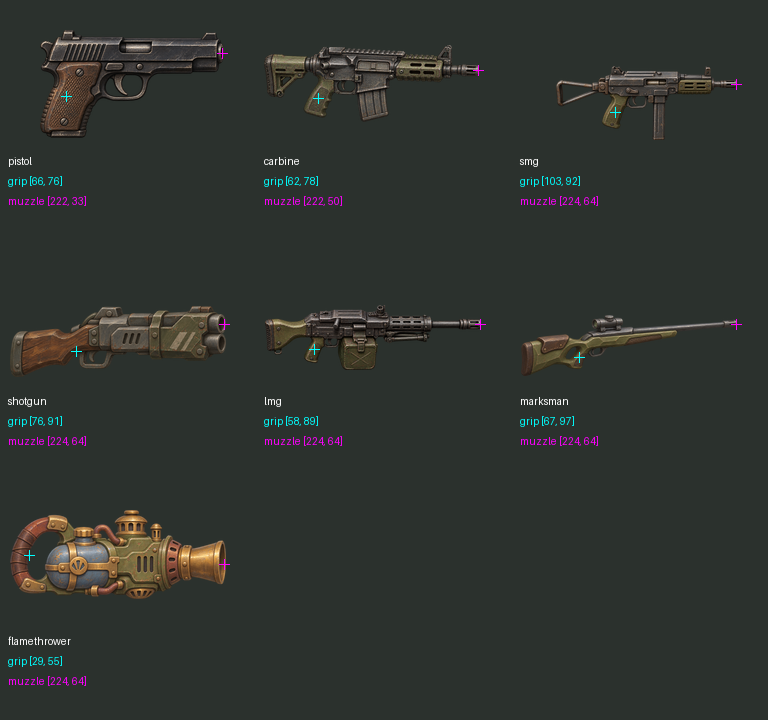 pistol
grip [66, 76]
muzzle [222, 33]
carbine
grip [62, 78]
muzzle [222, 50]
smg
grip [103, 92]
muzzle [224, 64]
shotgun
grip [76, 91]
muzzle [224, 64]
lmg
grip [58, 89]
muzzle [224, 64]
marksman
grip [67, 97]
muzzle [224, 64]
flamethrower
grip [29, 55]
muzzle [224, 64]